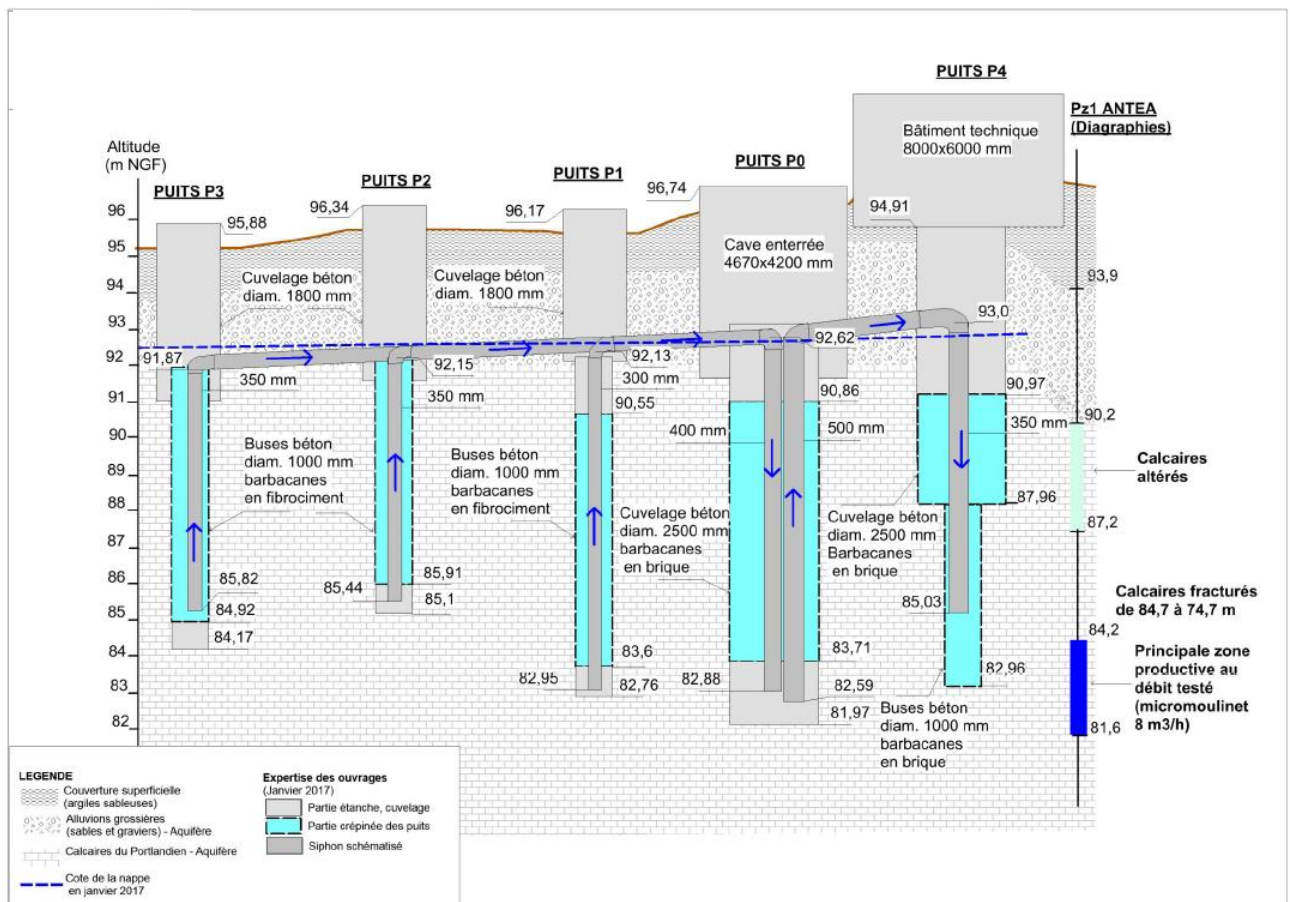 PUITS P4
Pz1 ANTEA
(Diagraphies)
Bâtiment technique
8000x6000 mm
Altitude
(m NGF)
PUITS P3
PUITS P2
PUITS P1
PUITS P0
96,74
96,34
96,17
95,88
94,91
96
95
94
93
92
91
90
89
88
87
86
85
84
83
82
Cuvelage béton
diam. 1800 mm
Cuvelage béton
diam. 1800 mm
Cave enterrée
4670x4200 mm
93,9
93,0
91,87
92,15
92,13
92,62
350 mm
350 mm
300 mm
90,55
90,86
90,97
90,2
400 mm
500 mm
350 mm
Calcaires
altérés
Buses béton
diam. 1000 mm
barbacanes
en fibrociment
Buses béton
diam. 1000 mm
barbacanes
en fibrociment
Cuvelage béton
diam. 2500 mm
barbacanes
en brique
Cuvelage béton
diam. 2500 mm
Barbacanes
en brique
87,96
87,2
85,82
84,92
84,17
85,44
85,91
85,1
85,03
Calcaires fracturés
de 84,7 à 74,7 m
84,2
83,6
82,95
82,76
83,71
82,88
82,59
81,97
82,96
Principale zone
productive au
débit testé
(micromoulinet
8 m3/h)
81,6
Buses béton
diam. 1000 mm
barbacanes
en brique
LEGENDE
Couverture superficielle
(argiles sableuses)
Alluvions grossières
(sables et graviers) - Aquifère
Calcaires du Portlandien - Aquifère
Cote de la nappe
en janvier 2017
Expertise des ouvrages
(Janvier 2017)
Partie étanche, cuvelage
Partie crépinée des puits
Siphon schématisé